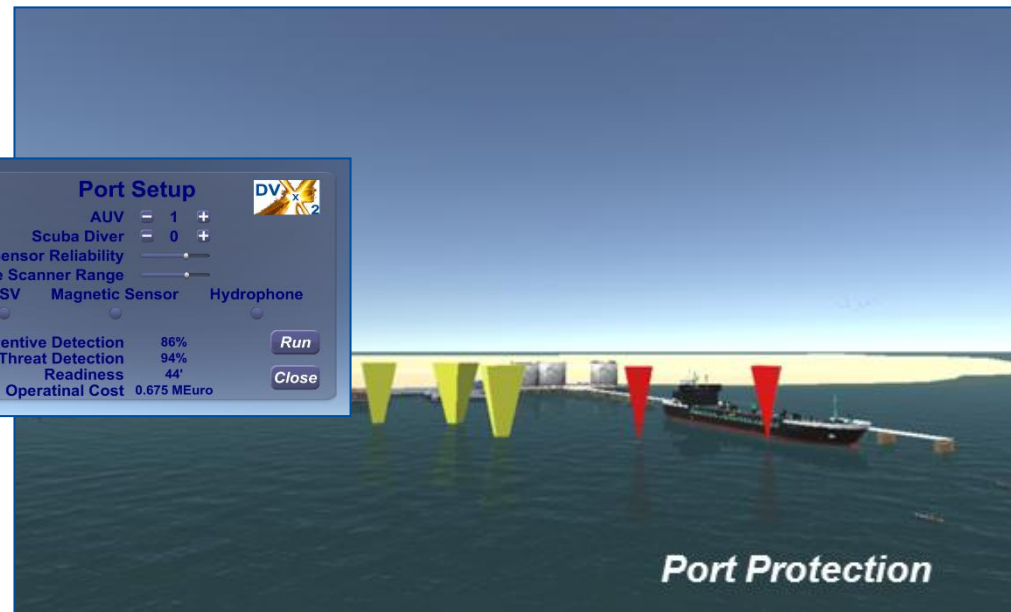 Port Setup
DV
x 2
AUV - 1 +
Scuba Diver - 0 +
ensor Reliability
e Scanner Range
SV Magnetic Sensor Hydrophone
entive Detection 86%
Threat Detection 94%
Readiness 44'
Operatinal Cost 0.675 MEuro
Run
Close
Port Protection